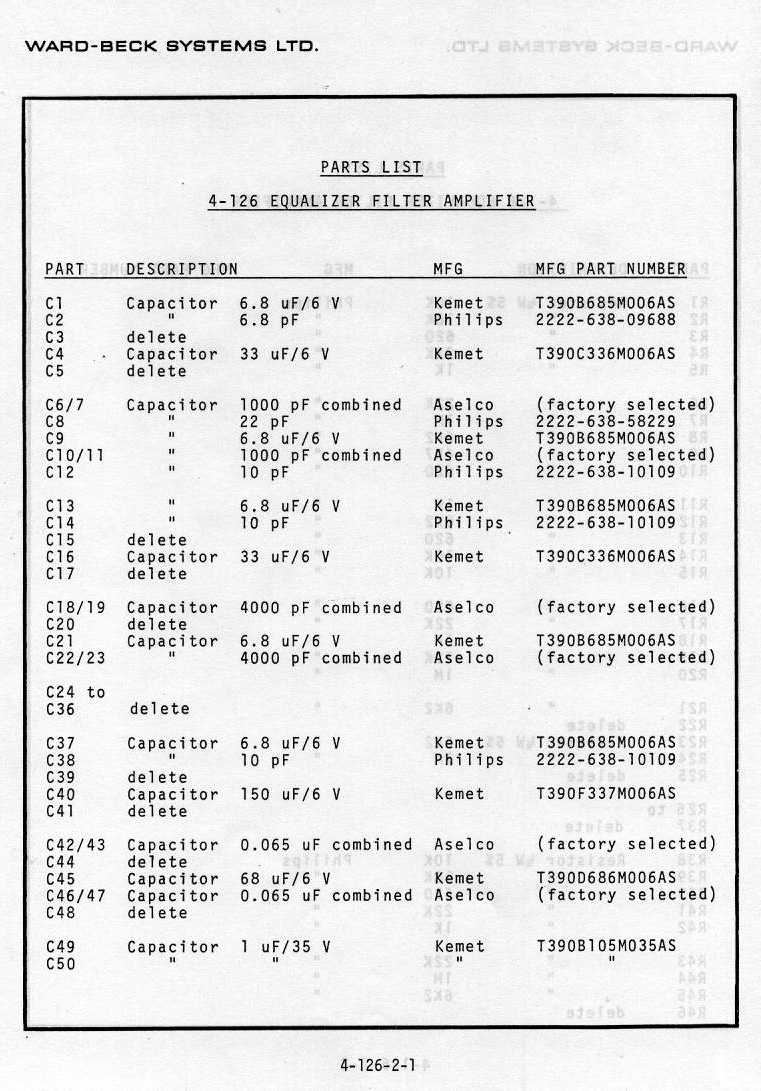 WARD-BECK SYSTEMS LTD.
PARTS LIST
4-126 EQUALIZER FILTER AMPLIFIER
PART DESCRIPTION MFG MFG PART NUMBER
C1 Capacitor 6.8 uF/6 V Kemet T390B685M006AS
C2 " 6.8 pF Philips 2222-638-09688
C3 delete
C4 Capacitor 33 uF/6 V Kemet T390C336M006AS
C5 delete
C6/7 Capacitor 1000 pF combined Aselco (factory selected)
C8 " 22 pF Philips 2222-638-58229
C9 " 6.8 uF/6 V Kemet T390B685M006AS
C10/11 " 1000 pF combined Aselco (factory selected)
C12 " 10 pF Philips 2222-638-10109
C13 " 6.8 uF/6 V Kemet T390B685M006AS
C14 " 10 pF Philips 2222-638-10109
C15 delete
C16 Capacitor 33 uF/6 V Kemet T390C336M006AS
C17 delete
C18/19 Capacitor 4000 pF combined Aselco (factory selected)
C20 delete
C21 Capacitor 6.8 uF/6 V Kemet T390B685M006AS
C22/23 " 4000 pF combined Aselco (factory selected)
C24 to
C36 delete
C37 Capacitor 6.8 uF/6 V Kemet T390B685M006AS
C38 " 10 pF Philips 2222-638-10109
C39 delete
C40 Capacitor 150 uF/6 V Kemet T390F337M006AS
C41 delete
C42/43 Capacitor 0.065 uF combined Aselco (factory selected)
C44 delete
C45 Capacitor 68 uF/6 V Kemet T390D686M006AS
C46/47 Capacitor 0.065 uF combined Aselco (factory selected)
C48 delete
C49 Capacitor 1 uF/35 V Kemet T390B105M035AS
C50 " " " "
4-126-2-1